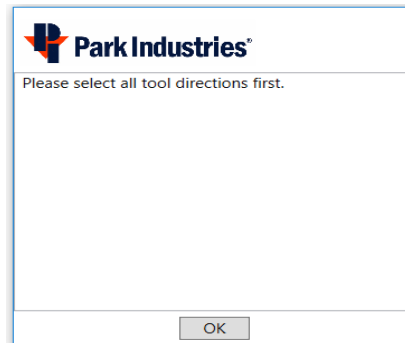 Park Industries®
Please select all tool directions first.
OK